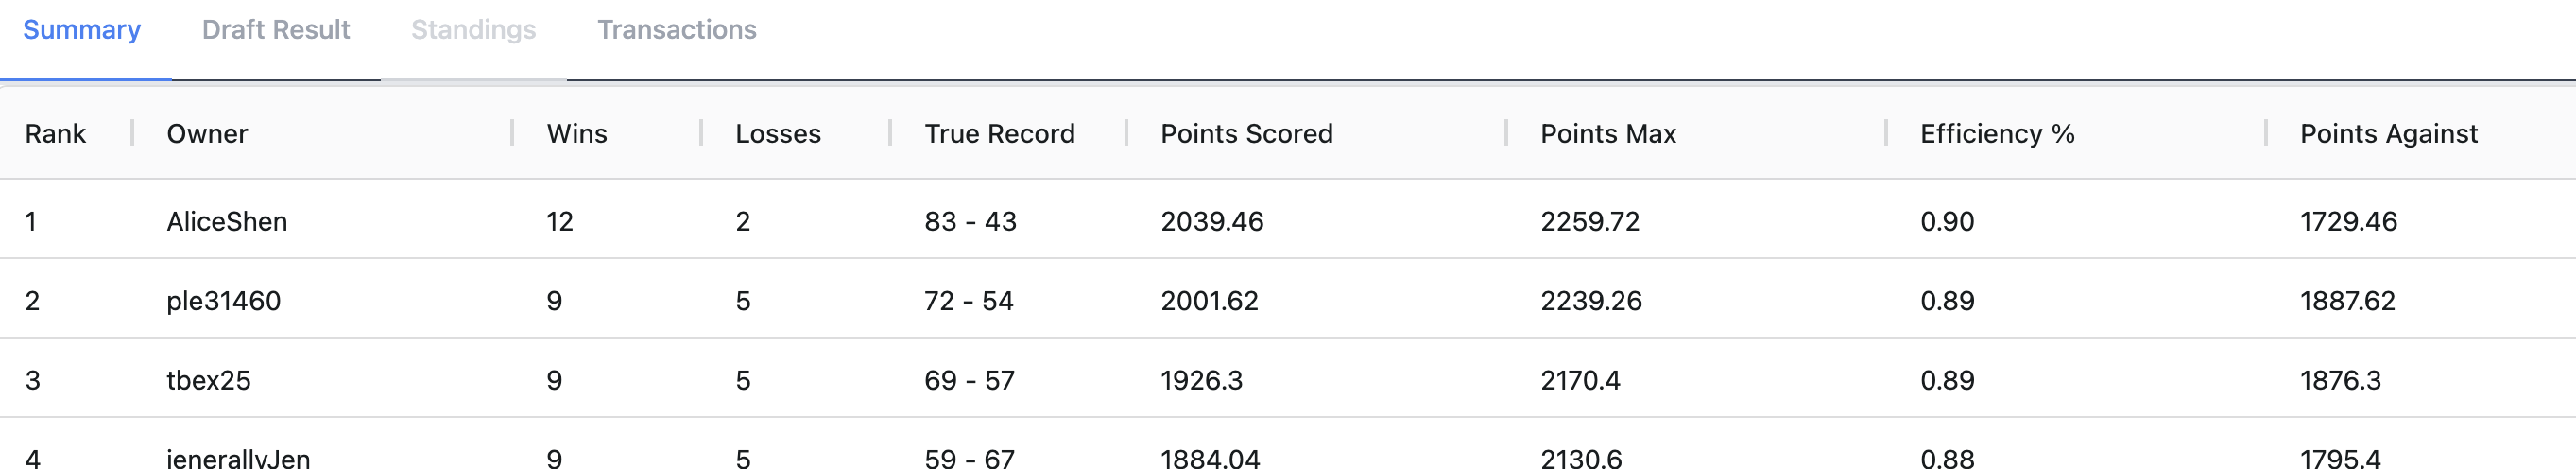 Summary Draft Result Standings Transactions
Rank Owner Wins Losses True Record Points Scored Points Max Efficiency % Points Against
1 AliceShen 12 2 83 - 43 2039.46 2259.72 0.90 1729.46
2 ple31460 9 5 72 - 54 2001.62 2239.26 0.89 1887.62
3 tbex25 9 5 69 - 57 1926.3 2170.4 0.89 1876.3
4 jenerallyJen 9 5 59 - 67 1884.04 2130.6 0.88 1795.4